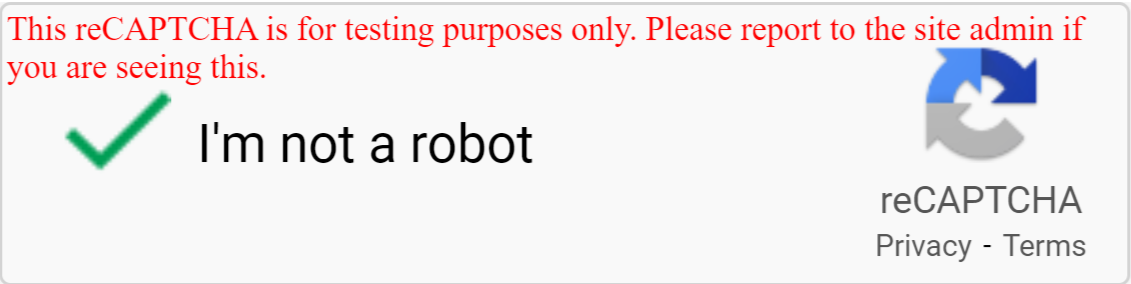 This reCAPTCHA is for testing purposes only. Please report to the site admin if
you are seeing this.
I'm not a robot
reCAPTCHA
Privacy - Terms